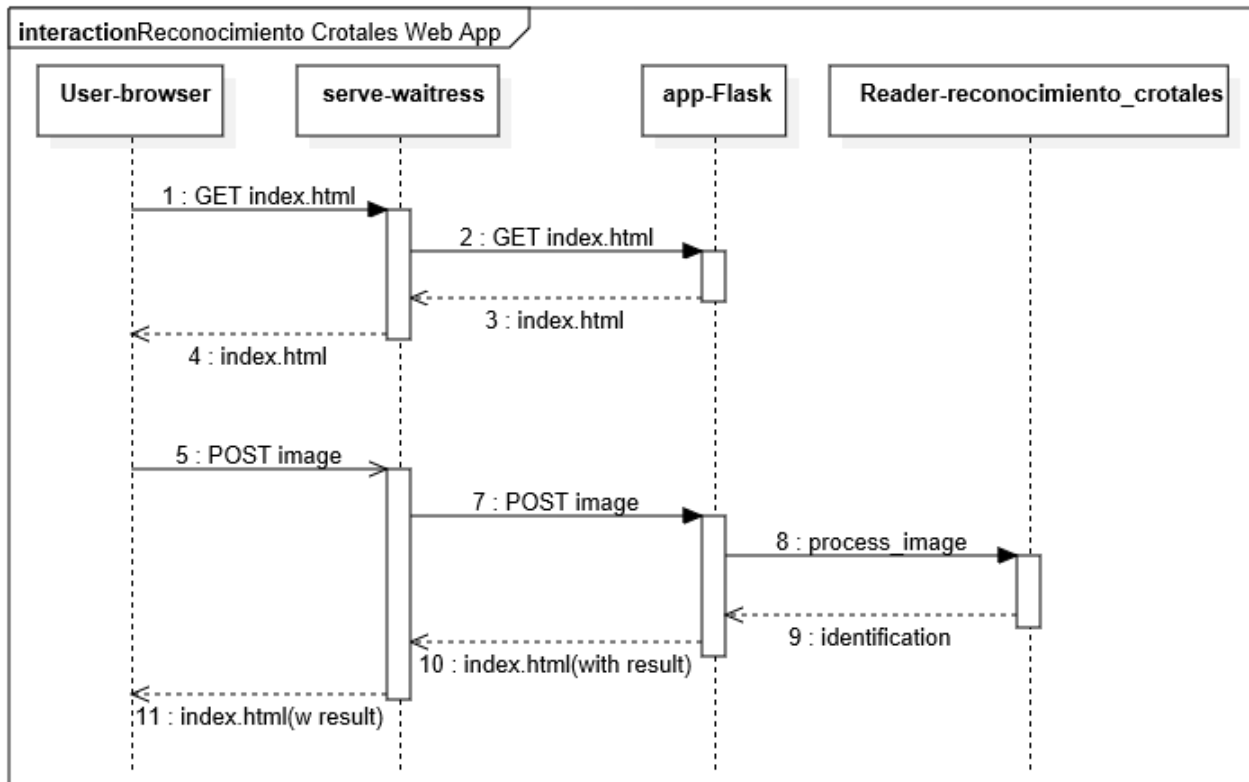 interactionReconocimiento Crotales Web App
User-browser
serve-waitress
app-Flask
Reader-reconocimiento_crotales
1 : GET index.html
2 : GET index.html
3 : index.html
4 : index.html
5 : POST image
7 : POST image
8 : process_image
9 : identification
10 : index.html(with result)
11 : index.html(w result)